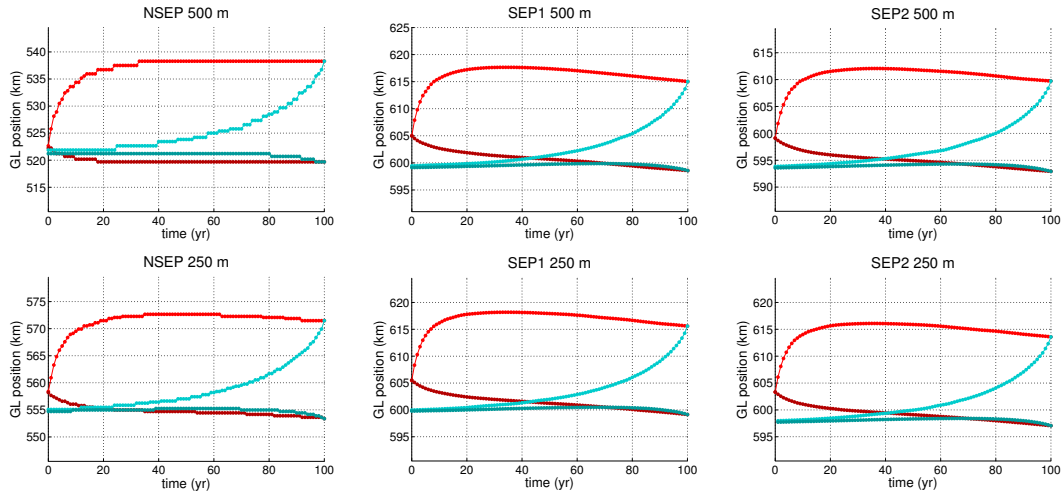 NSEP 500 m
GL position (km)
540
535
530
525
520
515
0 20 40 60 80 100
time (yr)
SEP1 500 m
GL position (km)
625
620
615
610
605
600
595
0 20 40 60 80 100
time (yr)
SEP2 500 m
GL position (km)
615
610
605
600
595
590
0 20 40 60 80 100
time (yr)
NSEP 250 m
GL position (km)
575
570
565
560
555
550
0 20 40 60 80 100
time (yr)
SEP1 250 m
GL position (km)
620
615
610
605
600
595
0 20 40 60 80 100
time (yr)
SEP2 250 m
GL position (km)
620
615
610
605
600
595
0 20 40 60 80 100
time (yr)